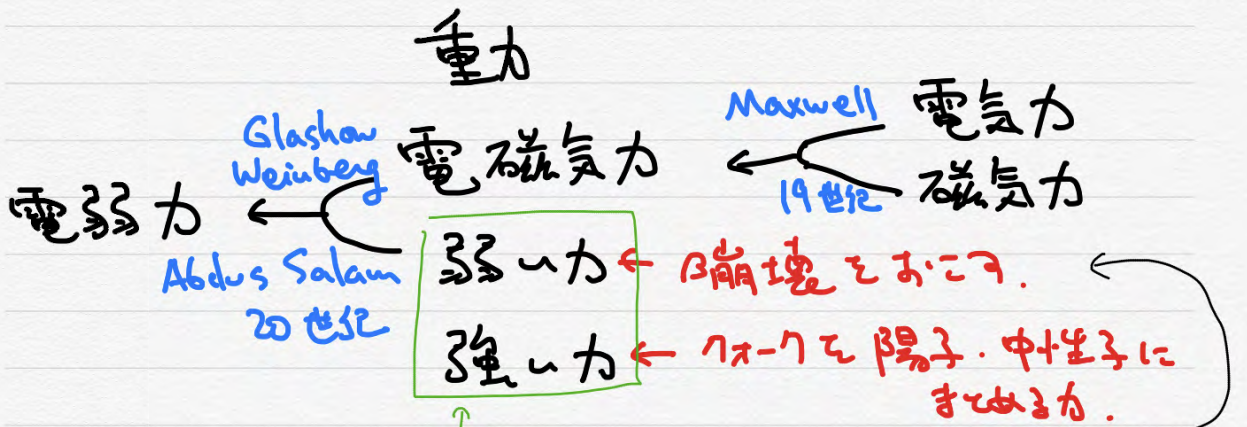 重力
Maxwell
電気力
Glashow
電磁気力
Weinberg
19世紀
磁気力
電弱力
弱い力
β崩壊をおこす.
Abdus Salam
20世紀
強い力
クォークを陽子・中性子に
まとめる力.